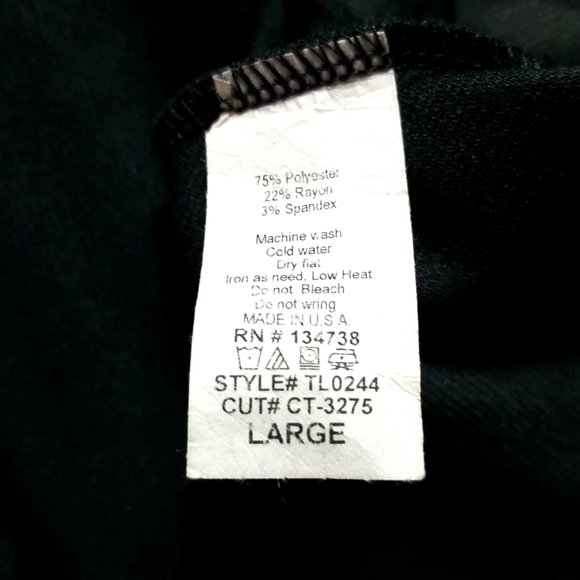 75% Polyester
22% Rayon
3% Spandex
Machine wash
Cold water
Dry flat
Iron as need, Low Heat
Do not Bleach
Do not wring
MADE IN U.S.A.
RN # 134738
STYLE# TL0244
CUT# CT-3275
LARGE